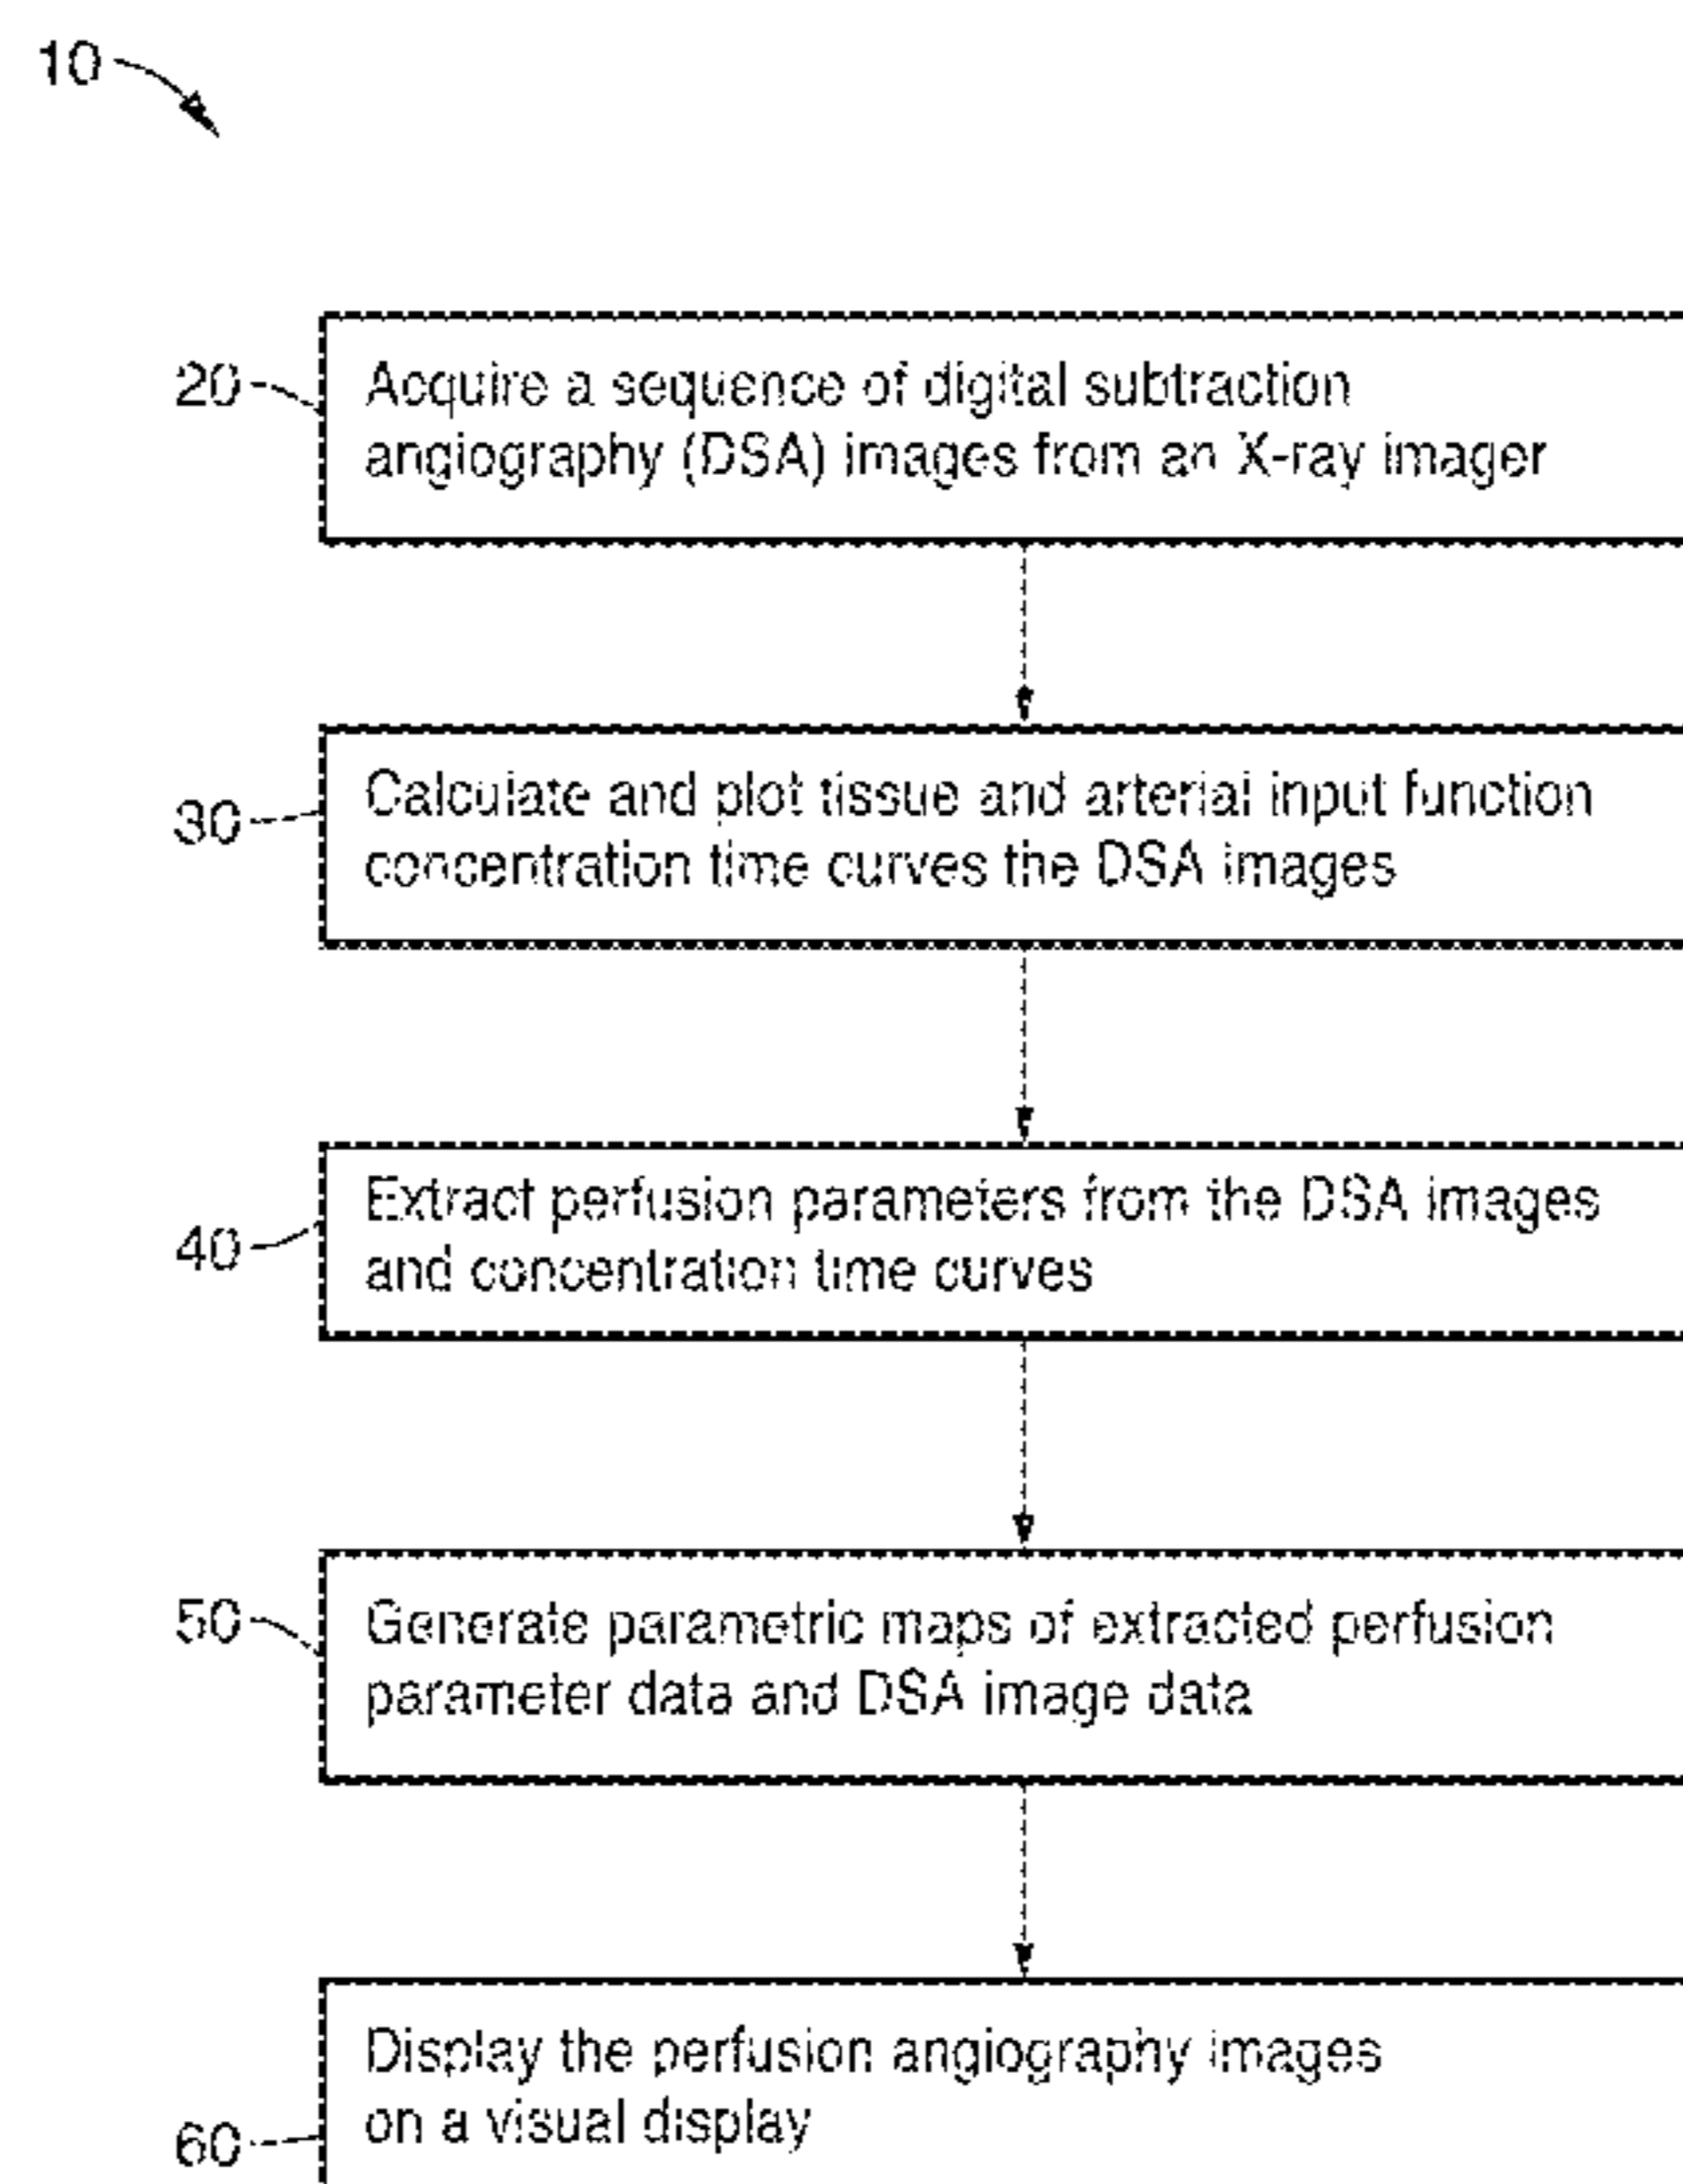 10
20
Acquire a sequence of digital subtraction
angiography (DSA) images from an X-ray imager
30
Calculate and plot tissue and arterial input function
concentration time curves the DSA images
40
Extract perfusion parameters from the DSA images
and concentration time curves
50
Generate parametric maps of extracted perfusion
parameter data and DSA image data
60
Display the perfusion angiography images
on a visual display